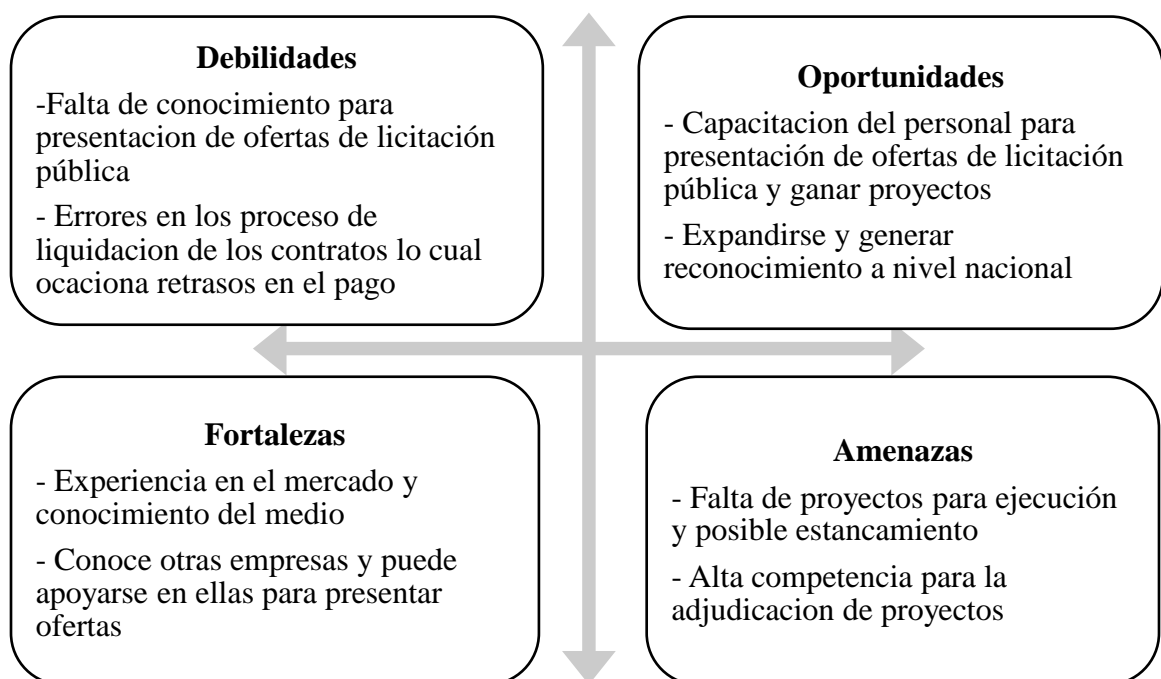 Debilidades
-Falta de conocimiento para
presentacion de ofertas de licitación
pública
- Errores en los proceso de
liquidacion de los contratos lo cual
ocaciona retrasos en el pago
Oportunidades
- Capacitacion del personal para
presentación de ofertas de licitación
pública y ganar proyectos
- Expandirse y generar
reconocimiento a nivel nacional
Fortalezas
- Experiencia en el mercado y
conocimiento del medio
- Conoce otras empresas y puede
apoyarse en ellas para presentar
ofertas
Amenazas
- Falta de proyectos para ejecución
y posible estancamiento
- Alta competencia para la
adjudicacion de proyectos